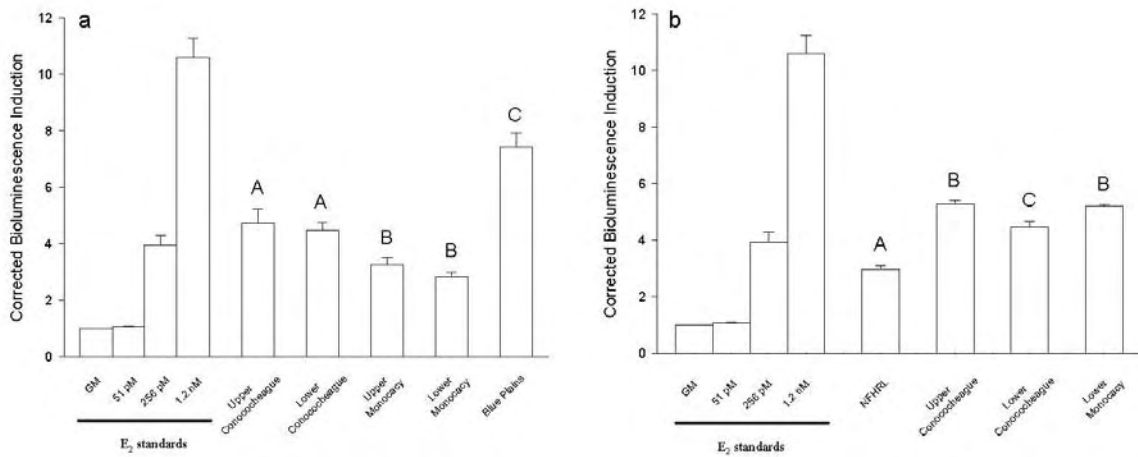 a
Corrected Bioluminescence Induction
12
10
8
6
4
2
0
A
A
B
B
C
GM
51 pM
256 pM
1.2 nM
Upper
Conococheague
Lower
Conococheague
Upper
Monocacy
Lower
Monocacy
Blue Plains
E2 standards
b
Corrected Bioluminescence Induction
12
10
8
6
4
2
0
A
B
C
B
GM
51 pM
256 pM
1.2 nM
NFHRL
Upper
Conococheague
Lower
Conococheague
Lower
Monocacy
E2 standards